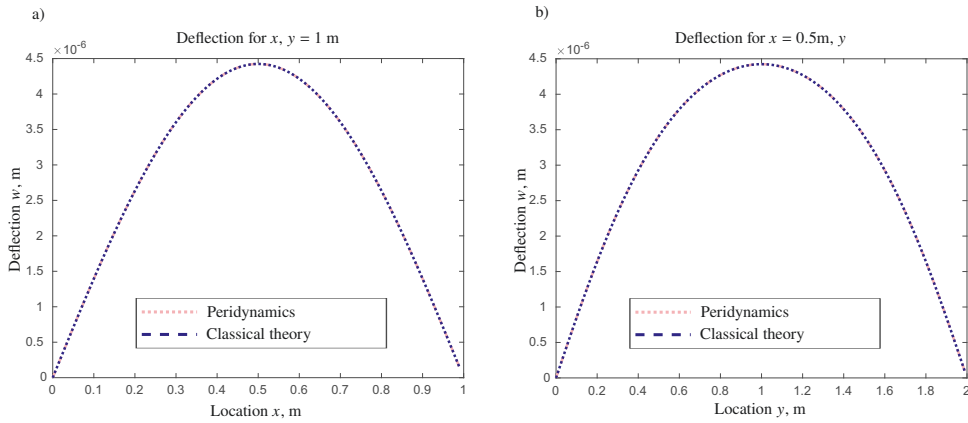 a)
Deflection for x, y = 1 m
×10⁻⁶
4.5
4
3.5
3
2.5
2
1.5
1
0.5
0
Deflection w, m
Peridynamics
Classical theory
0 0.1 0.2 0.3 0.4 0.5 0.6 0.7 0.8 0.9 1
Location x, m
b)
Deflection for x = 0.5m, y
×10⁻⁶
4.5
4
3.5
3
2.5
2
1.5
1
0.5
0
Deflection w, m
Peridynamics
Classical theory
0 0.2 0.4 0.6 0.8 1 1.2 1.4 1.6 1.8 2
Location y, m